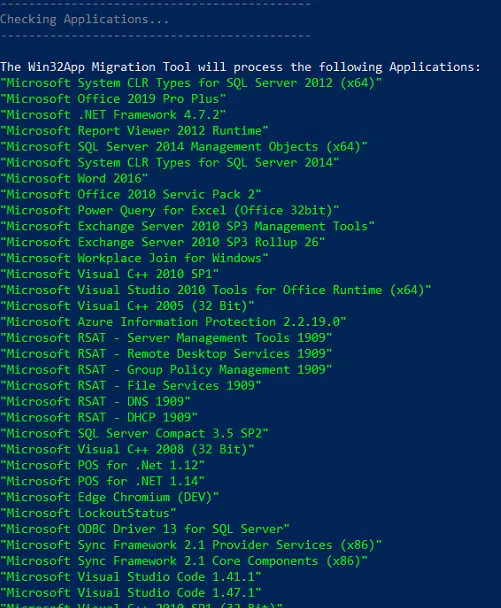 ----------------------------------------
Checking Applications...
----------------------------------------
The Win32App Migration Tool will process the following Applications:
"Microsoft System CLR Types for SQL Server 2012 (x64)"
"Microsoft Office 2019 Pro Plus"
"Microsoft .NET Framework 4.7.2"
"Microsoft Report Viewer 2012 Runtime"
"Microsoft SQL Server 2014 Management Objects (x64)"
"Microsoft System CLR Types for SQL Server 2014"
"Microsoft Word 2016"
"Microsoft Office 2010 Servic Pack 2"
"Microsoft Power Query for Excel (Office 32bit)"
"Microsoft Exchange Server 2010 SP3 Management Tools"
"Microsoft Exchange Server 2010 SP3 Rollup 26"
"Microsoft Workplace Join for Windows"
"Microsoft Visual C++ 2010 SP1"
"Microsoft Visual Studio 2010 Tools for Office Runtime (x64)"
"Microsoft Visual C++ 2005 (32 Bit)"
"Microsoft Azure Information Protection 2.2.19.0"
"Microsoft RSAT - Server Management Tools 1909"
"Microsoft RSAT - Remote Desktop Services 1909"
"Microsoft RSAT - Group Policy Management 1909"
"Microsoft RSAT - File Services 1909"
"Microsoft RSAT - DNS 1909"
"Microsoft RSAT - DHCP 1909"
"Microsoft SQL Server Compact 3.5 SP2"
"Microsoft Visual C++ 2008 (32 Bit)"
"Microsoft POS for .Net 1.12"
"Microsoft POS for .NET 1.14"
"Microsoft Edge Chromium (DEV)"
"Microsoft LockoutStatus"
"Microsoft ODBC Driver 13 for SQL Server"
"Microsoft Sync Framework 2.1 Provider Services (x86)"
"Microsoft Sync Framework 2.1 Core Components (x86)"
"Microsoft Visual Studio Code 1.41.1"
"Microsoft Visual Studio Code 1.47.1"
"Microsoft Visual C++ 2010 SP1 (32 Bit)"